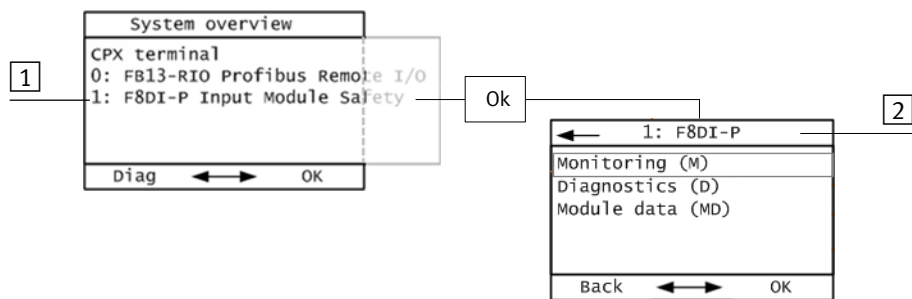 System overview
CPX terminal
0: FB13-RIO Profibus Remote I/O
1: F8DI-P Input Module Safety
Diag OK
1
Ok
2
1: F8DI-P
Monitoring (M)
Diagnostics (D)
Module data (MD)
Back OK